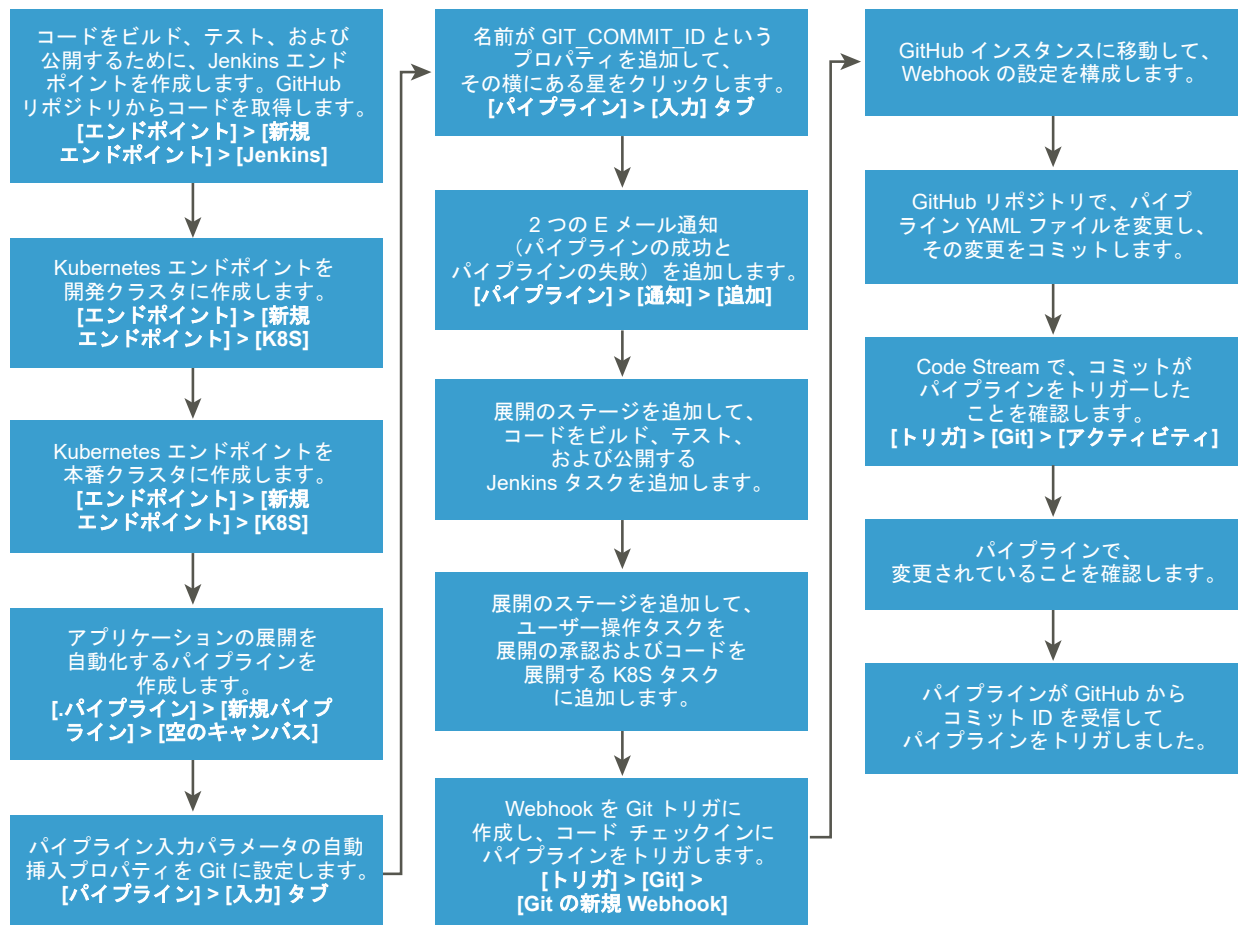 コードをビルド、テスト、および
公開するために、Jenkins エンド
ポイントを作成します。GitHub
リポジトリからコードを取得します。
[エンドポイント] > [新規
エンドポイント] > [Jenkins]
Kubernetes エンドポイントを
開発クラスタに作成します。
[エンドポイント] > [新規
エンドポイント] > [K8S]
Kubernetes エンドポイントを
本番クラスタに作成します。
[エンドポイント] > [新規
エンドポイント] > [K8S]
アプリケーションの展開を
自動化するパイプラインを
作成します。
[.パイプライン] > [新規パイプ
ライン] > [空のキャンバス]
パイプライン入力パラメータの自動
挿入プロパティを Git に設定します。
[パイプライン] > [入力] タブ
名前が GIT_COMMIT_ID という
プロパティを追加して、
その横にある星をクリックします。
[パイプライン] > [入力] タブ
2 つの E メール通知
（パイプラインの成功と
パイプラインの失敗）を追加します。
[パイプライン] > [通知] > [追加]
展開のステージを追加して、
コードをビルド、テスト、
および公開する
Jenkins タスクを追加します。
展開のステージを追加して、
ユーザー操作タスクを
展開の承認およびコードを
展開する K8S タスク
に追加します。
Webhook を Git トリガに
作成し、コード チェックインに
パイプラインをトリガします。
[トリガ] > [Git] >
[Git の新規 Webhook]
GitHub インスタンスに移動して、
Webhook の設定を構成します。
GitHub リポジトリで、パイプ
ライン YAML ファイルを変更し、
その変更をコミットします。
Code Stream で、コミットが
パイプラインをトリガーした
ことを確認します。
[トリガ] > [Git] > [アクティビティ]
パイプラインで、
変更されていることを確認します。
パイプラインが GitHub から
コミット ID を受信して
パイプラインをトリガしました。